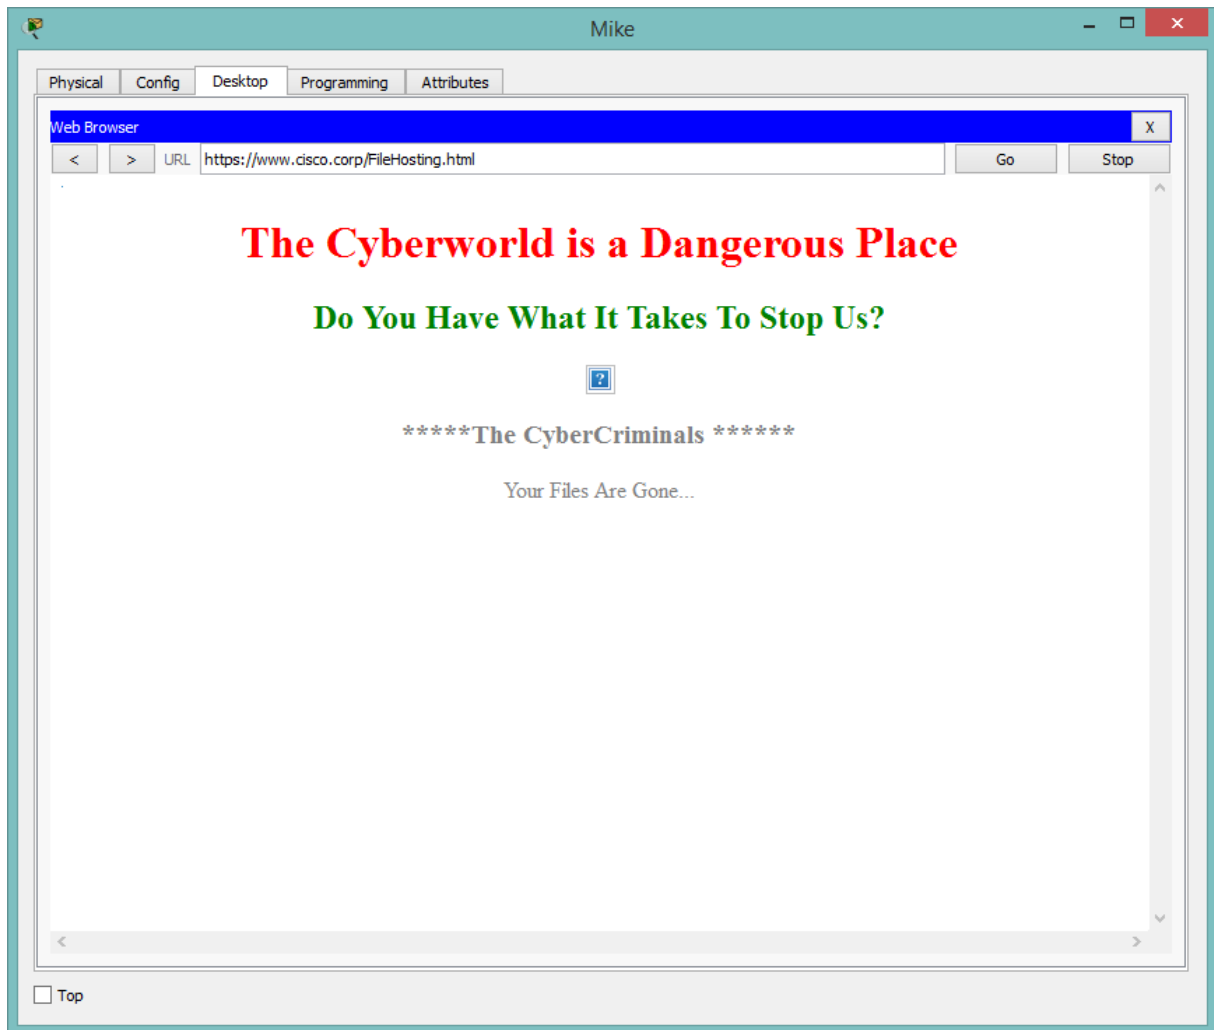 Mike
Physical Config Desktop Programming Attributes
Web Browser X
< > URL https://www.cisco.corp/FileHosting.html Go Stop
The Cyberworld is a Dangerous Place
Do You Have What It Takes To Stop Us?
?
*****The CyberCriminals ******
Your Files Are Gone...
Top